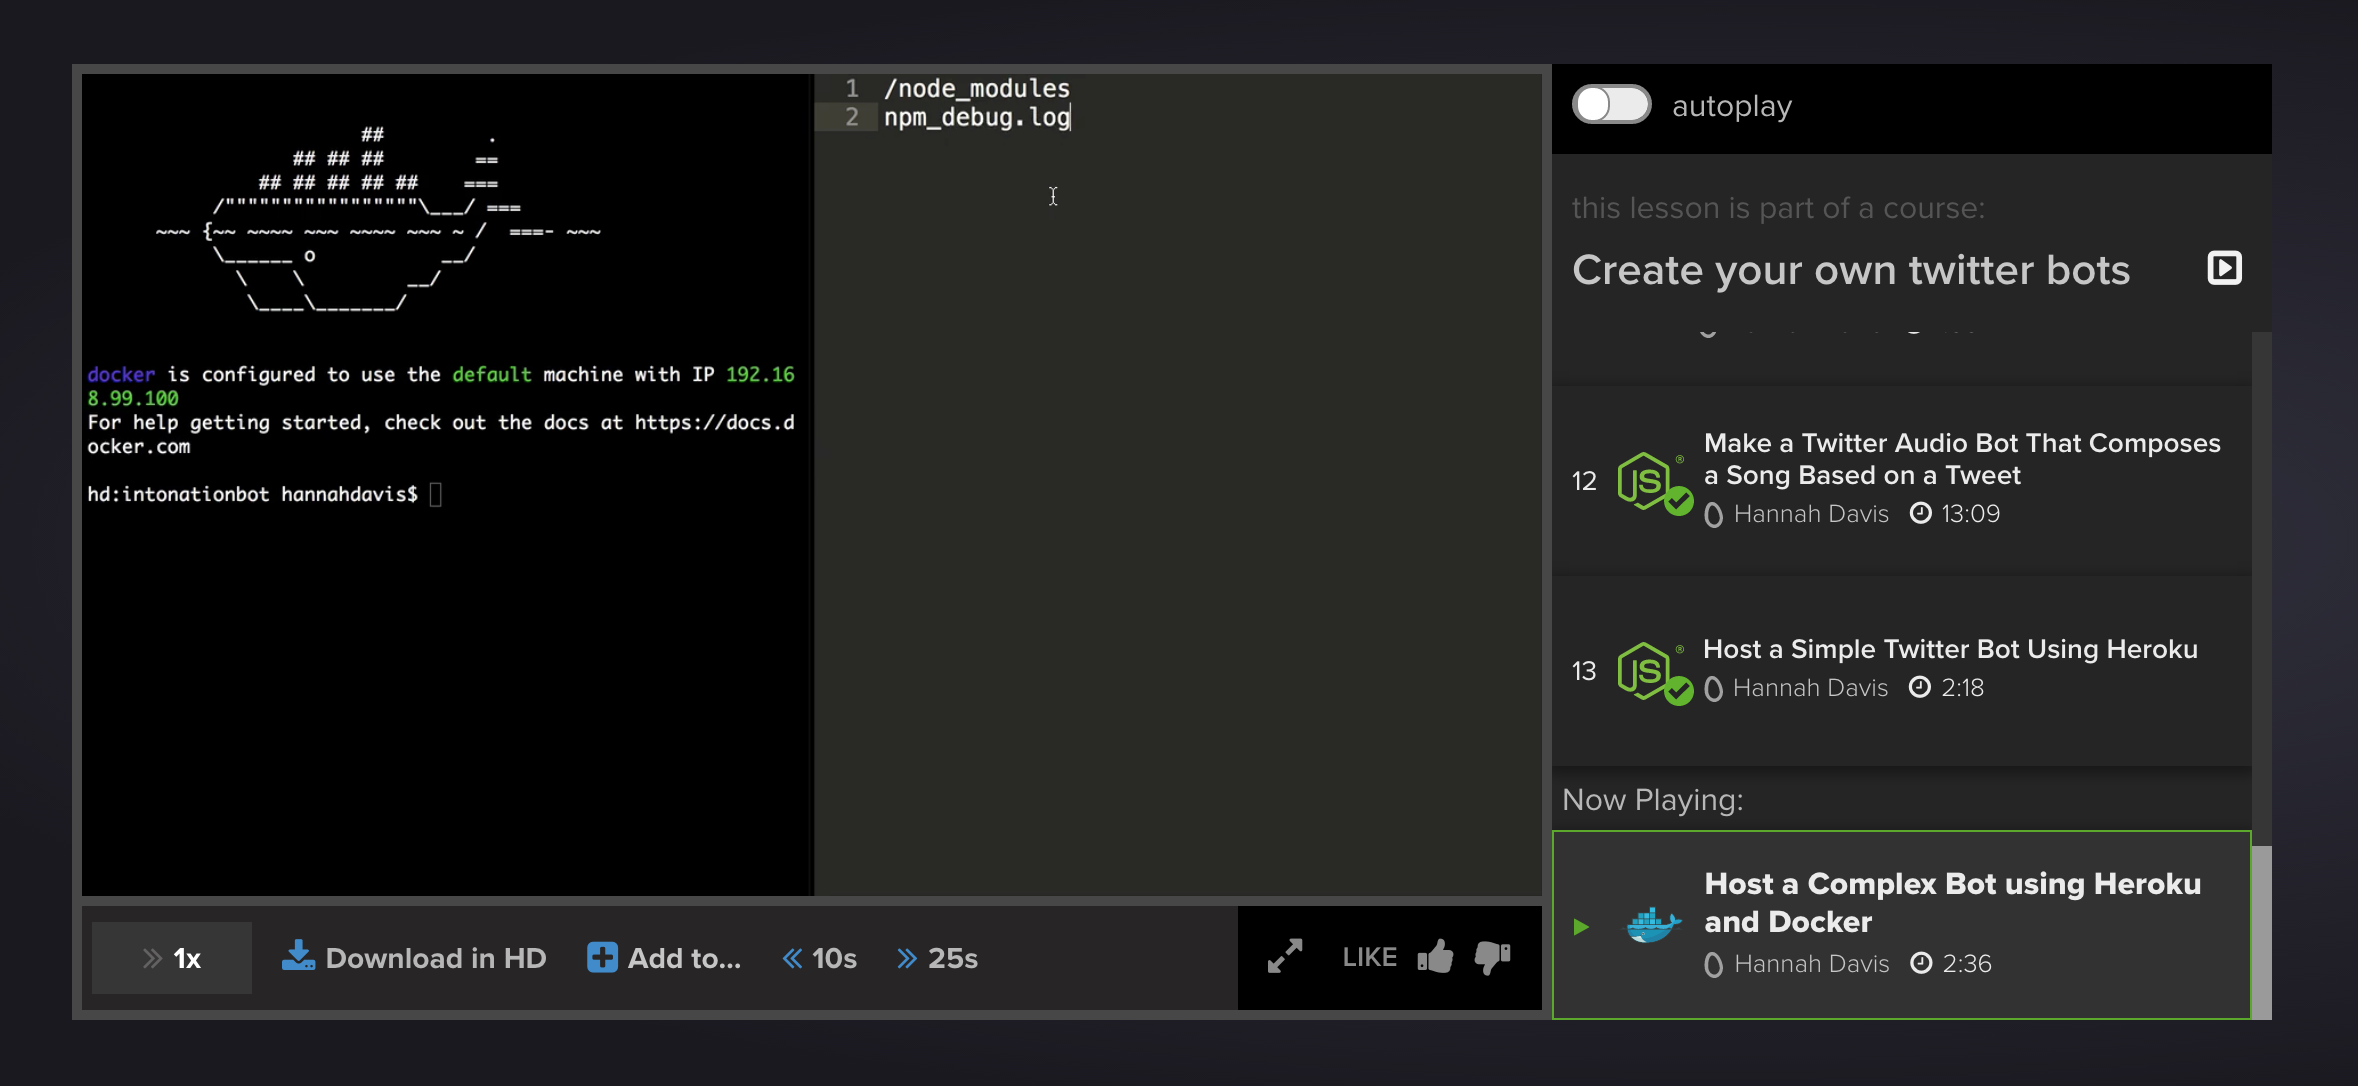 ##         .
                  ## ## ##        ==
               ## ## ## ## ##    ===
           /"""""""""""""""""\___/ ===
      ~~~ {~~ ~~~~ ~~~ ~~~~ ~~~ ~ /  ===- ~~~
           \______ o           __/
             \    \         __/
              \____\_______/
docker is configured to use the default machine with IP 192.16
8.99.100
For help getting started, check out the docs at https://docs.d
ocker.com
hd:intonationbot hannahdavis$
1 /node_modules
2 npm_debug.log
1x
Download in HD
Add to...
10s
25s
LIKE
autoplay
this lesson is part of a course:
Create your own twitter bots
12
JS
Make a Twitter Audio Bot That Composes
a Song Based on a Tweet
Hannah Davis 13:09
13
JS
Host a Simple Twitter Bot Using Heroku
Hannah Davis 2:18
Now Playing:
Host a Complex Bot using Heroku
and Docker
Hannah Davis 2:36